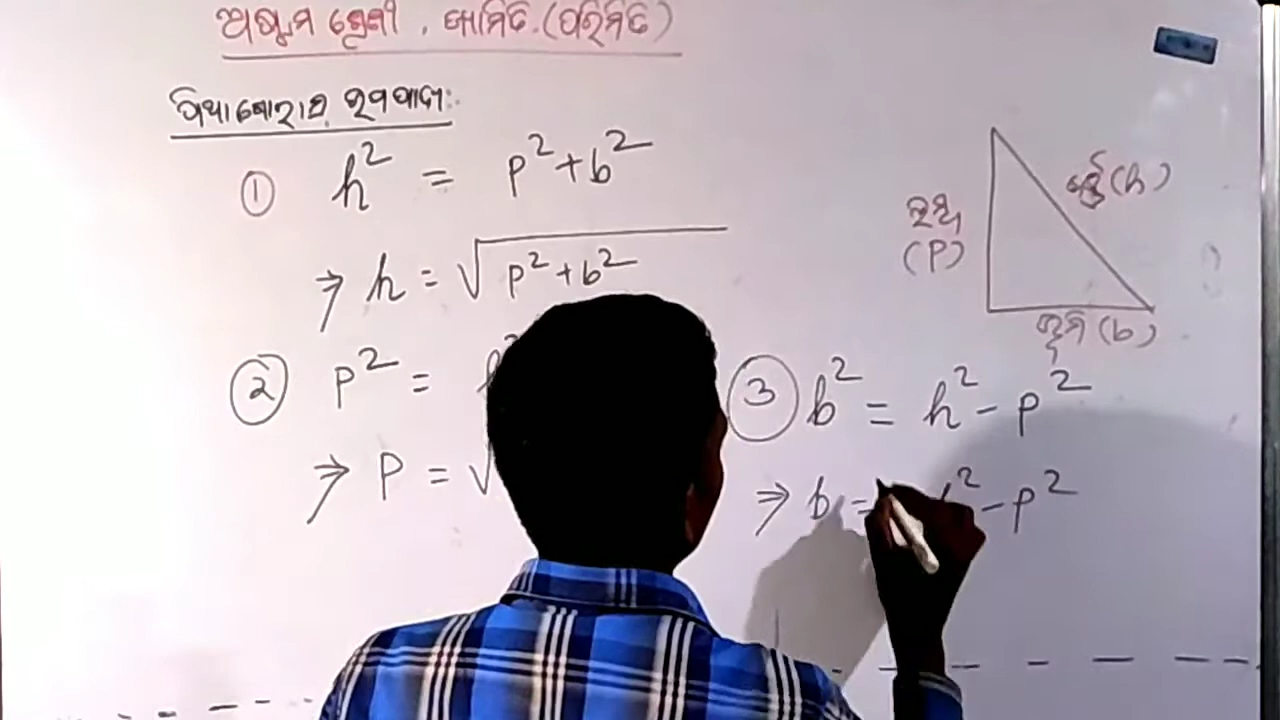 ଅଷ୍ଟମ ଶ୍ରେଣୀ . ଜାମିତି.(ପରିମିତି)
ପିଥାଗୋରାସ୍ ଉପପାଦ୍ୟ:
① h² = p²+b²
⇒ h = √p²+b²
② p² =
⇒ P = √
③ b² = h²-p²
⇒ b = h²-p²
କର୍ଣ୍ଣ (h)
ଲମ୍ବ
(P)
ଭୂମି (b)